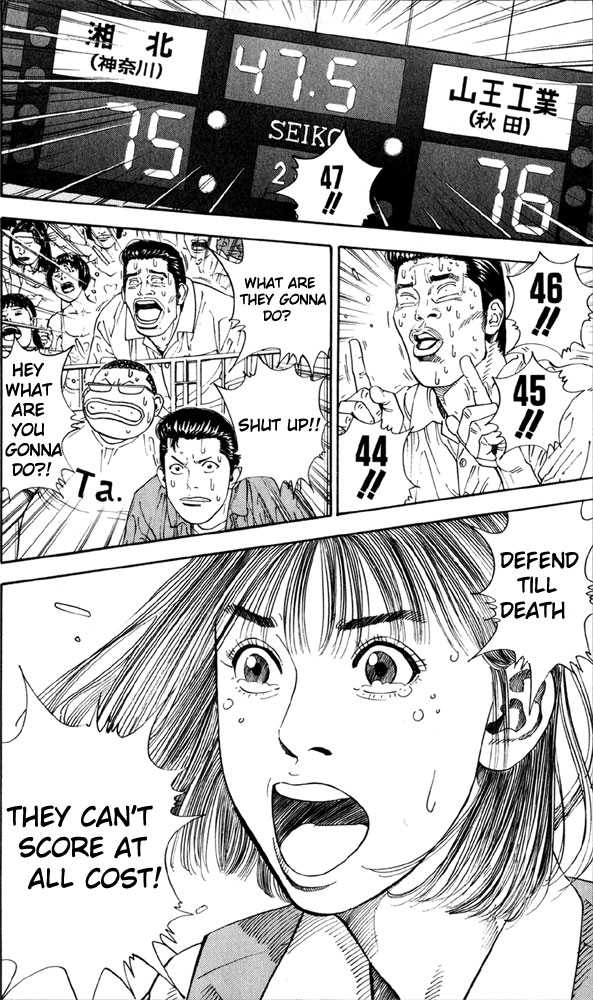 湘北
(神奈川)
47.5
山王工業
(秋田)
75
SEIKO
2
76
47
!!
46
!!
45
!!
44
!!
WHAT ARE
THEY GONNA
DO?
HEY
WHAT
ARE
YOU
GONNA
DO?!
SHUT UP!!
Ta.
DEFEND
TILL
DEATH
THEY CAN'T
SCORE AT
ALL COST!